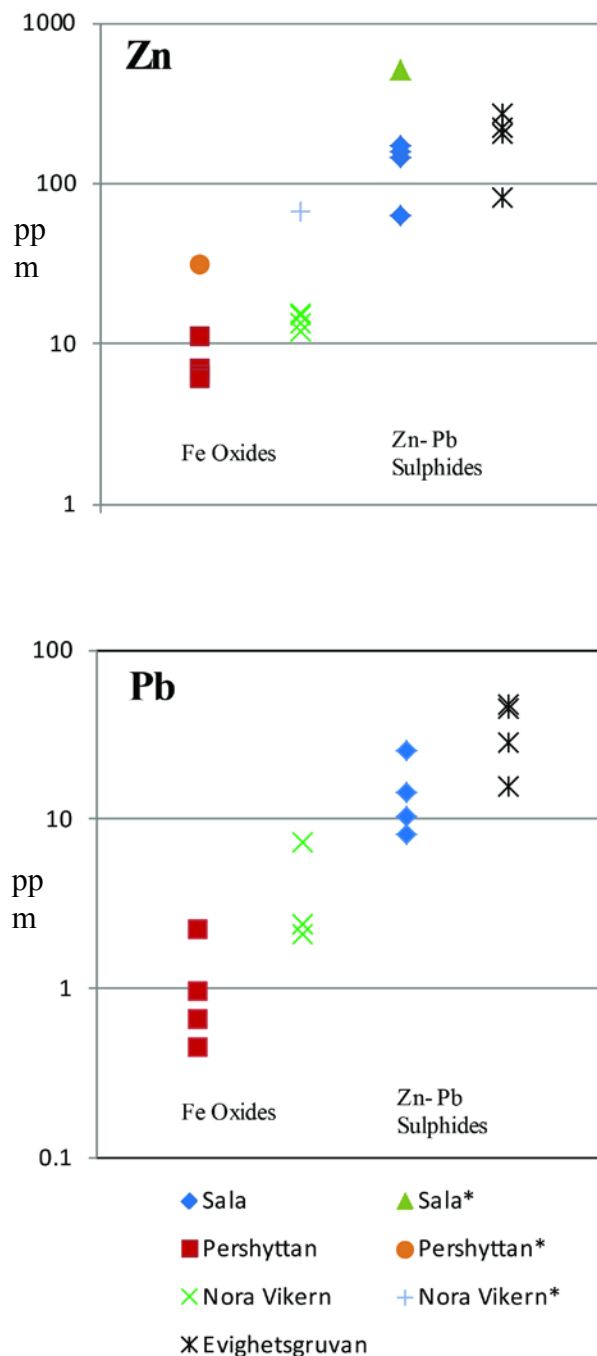 1000
Zn
100
pp
m
10
Fe Oxides
Zn- Pb
Sulphides
1
100
Pb
10
pp
m
1
Fe Oxides
Zn- Pb
Sulphides
0.1
Sala Sala*
Pershyttan Pershyttan*
Nora Vikern Nora Vikern*
Evighetsgruvan